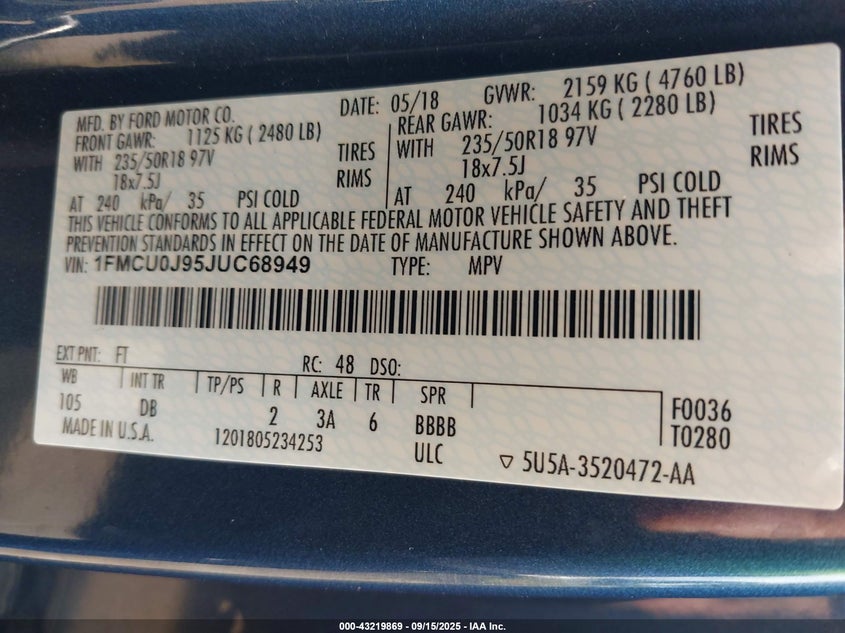 MFD. BY FORD MOTOR CO.
DATE: 05/18 GVWR: 2159 KG ( 4760 LB)
FRONT GAWR: 1125 KG ( 2480 LB) REAR GAWR: 1034 KG ( 2280 LB)
WITH 235/50R18 97V TIRES WITH 235/50R18 97V TIRES
18x7.5J RIMS 18x7.5J RIMS
AT 240 kPa/ 35 PSI COLD AT 240 kPa/ 35 PSI COLD
THIS VEHICLE CONFORMS TO ALL APPLICABLE FEDERAL MOTOR VEHICLE SAFETY AND THEFT
PREVENTION STANDARDS IN EFFECT ON THE DATE OF MANUFACTURE SHOWN ABOVE.
VIN: 1FMCU0J95JUC68949 TYPE: MPV
EXT PNT: FT RC: 48 DSO:
WB INT TR TP/PS R AXLE TR SPR
105 DB 2 3A 6 BBBB F0036
MADE IN U.S.A. 1201805234253 ULC T0280
▽ 5U5A-3520472-AA
000-43219869 - 09/15/2025 - IAA Inc.